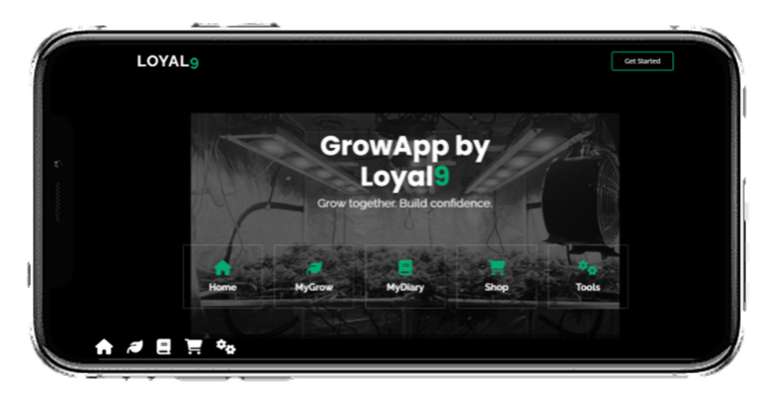 LOYAL9
Get Started
GrowApp by
Loyal9
Grow together. Build confidence.
Home
MyGrow
MyDiary
Shop
Tools